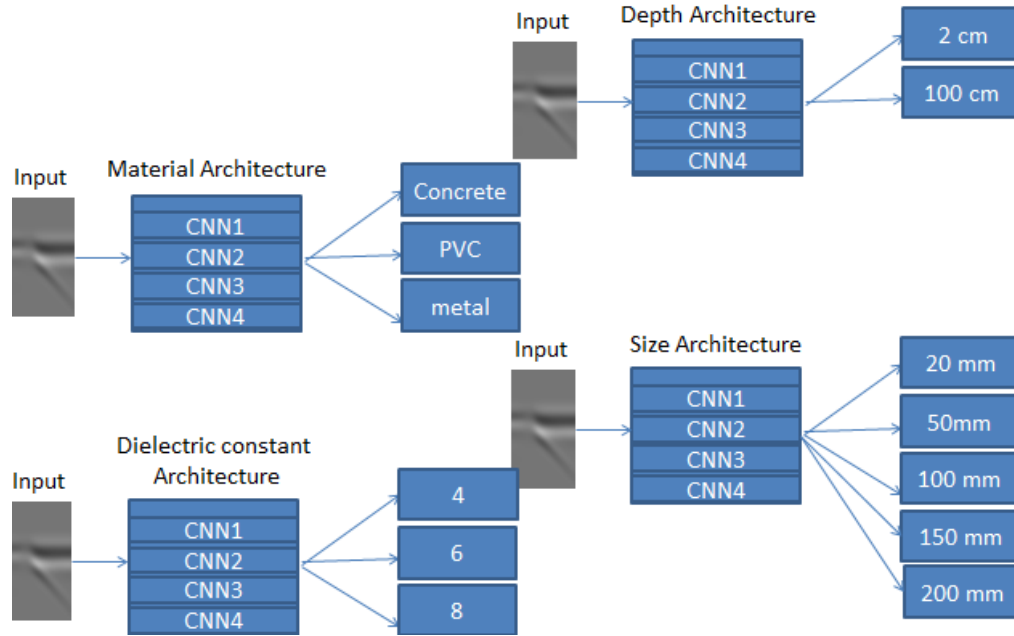 Input
Depth Architecture
CNN1
CNN2
CNN3
CNN4
2 cm
100 cm
Input
Material Architecture
CNN1
CNN2
CNN3
CNN4
Concrete
PVC
metal
Input
Size Architecture
CNN1
CNN2
CNN3
CNN4
20 mm
50mm
100 mm
150 mm
200 mm
Input
Dielectric constant
Architecture
CNN1
CNN2
CNN3
CNN4
4
6
8